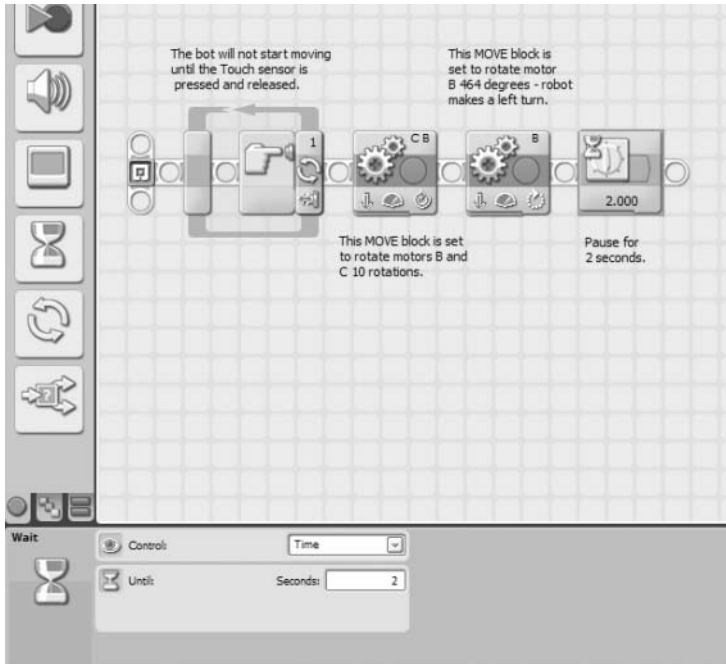 The bot will not start moving
until the Touch sensor is
pressed and released.
This MOVE block is
set to rotate motor
B 464 degrees - robot
makes a left turn.
1
C B
B
2.000
This MOVE block is set
to rotate motors B and
C 10 rotations.
Pause for
2 seconds.
Wait
Control: Time
Until: Seconds: 2